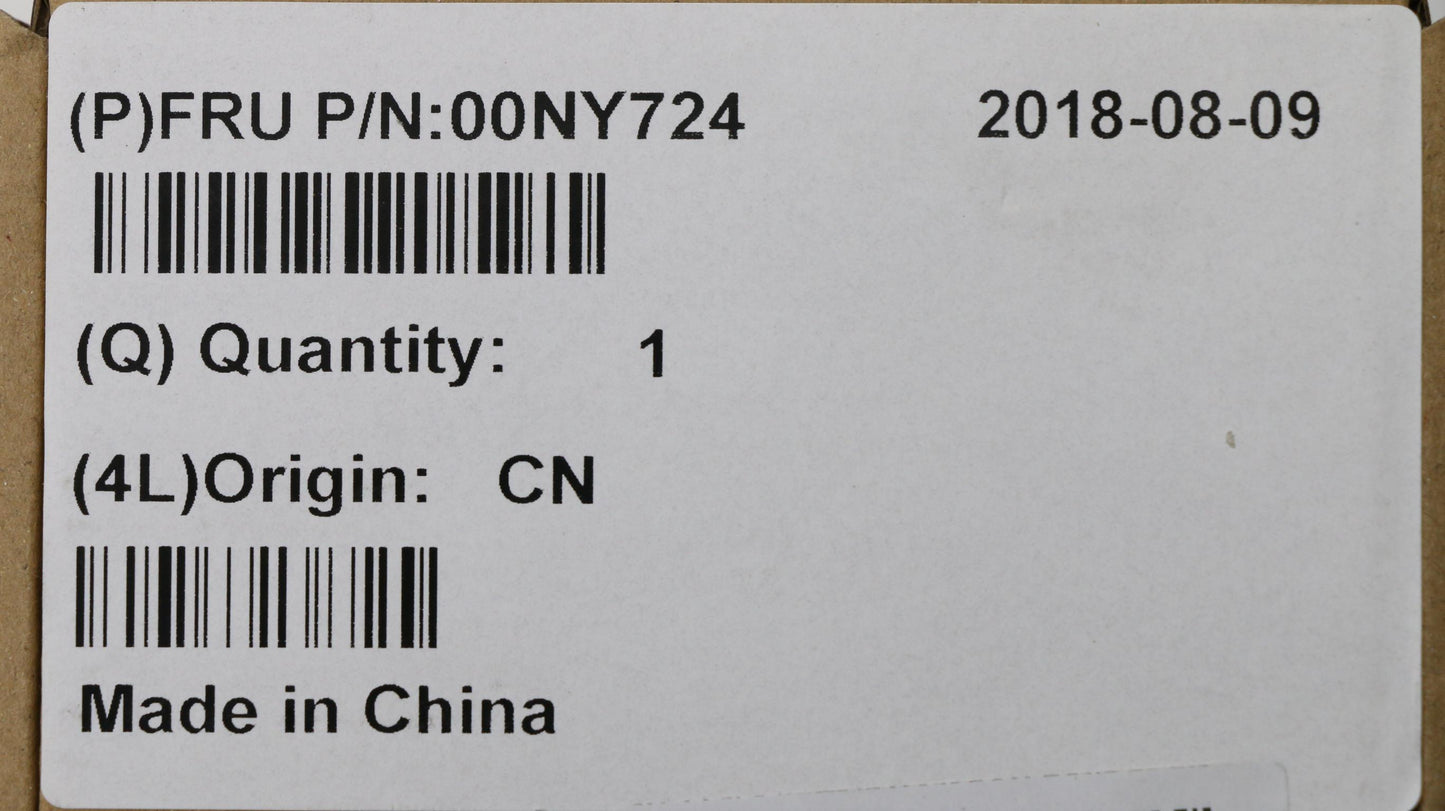 (P)FRU P/N:00NY724 2018-08-09
(Q) Quantity: 1
(4L)Origin: CN
Made in China